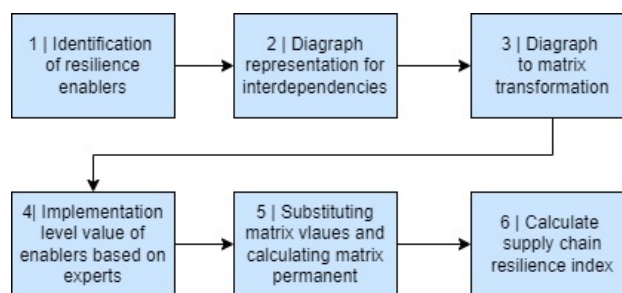 1 | Identification
of resilience
enablers
2 | Diagraph
representation for
interdependencies
3 | Diagraph
to matrix
transformation
4| Implementation
level value of
enablers based on
experts
5 | Substituting
matrix vlaues and
calculating matrix
permanent
6 | Calculate
supply chain
resilience index